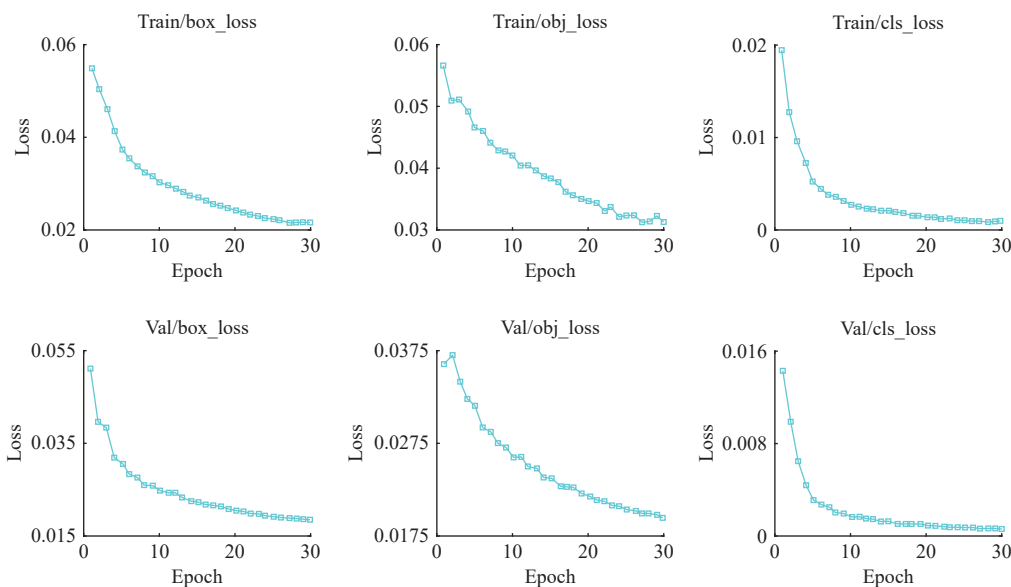 Train/box_loss
0.06
0.04
0.02
0
10
20
30
Loss
Epoch
Train/obj_loss
0.06
0.05
0.04
0.03
0
10
20
30
Loss
Epoch
Train/cls_loss
0.02
0.01
0
0
10
20
30
Loss
Epoch
Val/box_loss
0.055
0.035
0.015
0
10
20
30
Loss
Epoch
Val/obj_loss
0.0375
0.0275
0.0175
0
10
20
30
Loss
Epoch
Val/cls_loss
0.016
0.008
0
0
10
20
30
Loss
Epoch